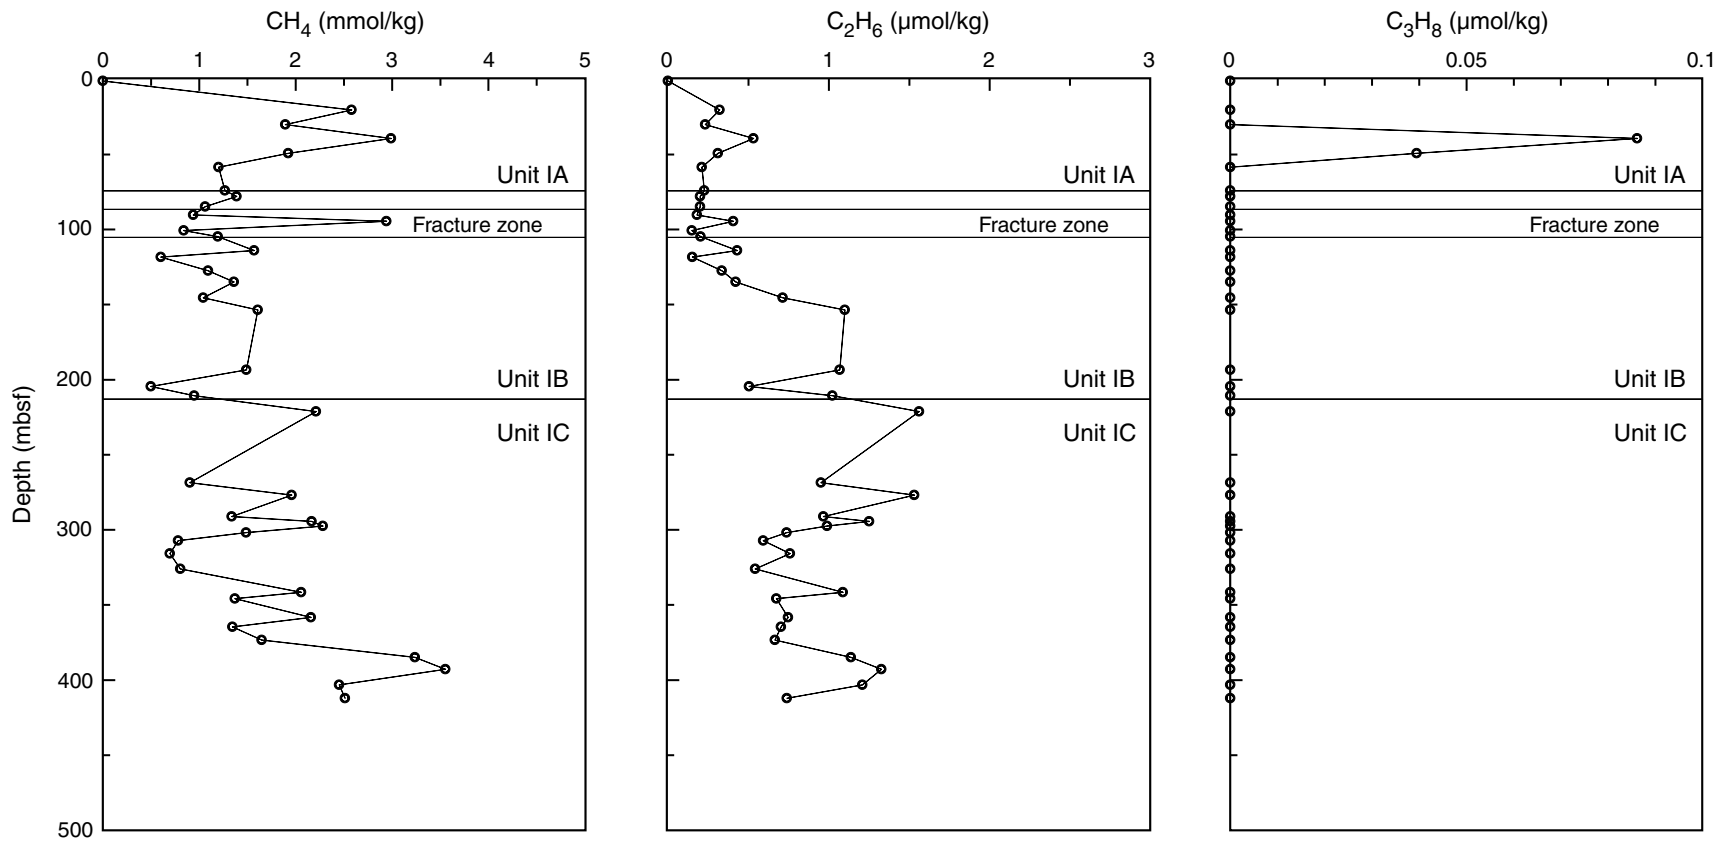 CH4 (mmol/kg) C2H6 (µmol/kg) C3H8 (µmol/kg)
0 1 2 3 4 5 0 1 2 3 0 0.05 0.1
0
Unit IA Unit IA Unit IA
100 Fracture zone Fracture zone Fracture zone
200 Unit IB Unit IB Unit IB
Unit IC Unit IC Unit IC
Depth (mbsf)
300
400
500